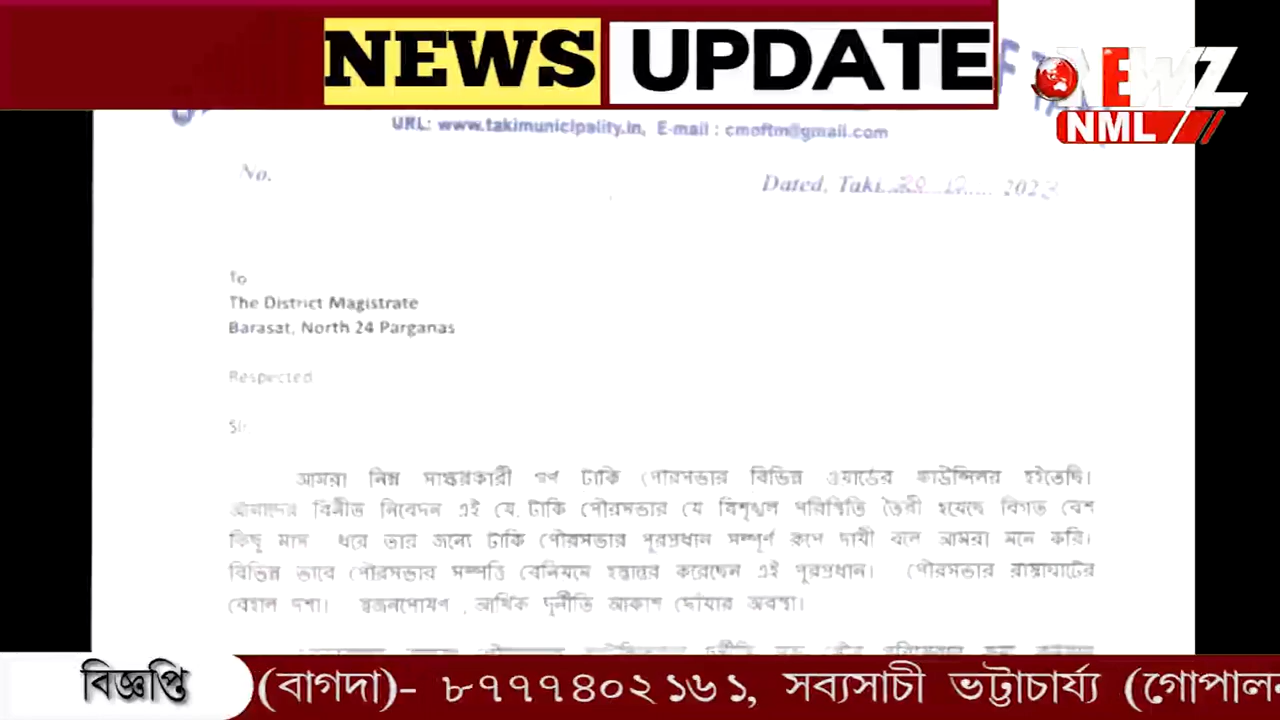 NEWS UPDATE
NEWZ
NML
URL: www.takimunicipality.in, E-mail : cmoftm@gmail.com
No.
Dated, Taki
To
The District Magistrate
Barasat, North 24 Parganas
Respected
Sir
আমরা নিম্ন সাক্ষরকারী গণ টাকি পৌরসভার বিভিন্ন ওয়ার্ডের কাউন্সিলর হইতেছি।
আমাদের বিনীত নিবেদন এই যে, টাকি পৌরসভার যে বিশৃঙ্খল পরিস্থিতি তৈরী হয়েছে বিগত বেশ
কিছু মাস ধরে তার জন্যে টাকি পৌরসভার পুরপ্রধান সম্পূর্ণ রূপে দায়ী বলে আমরা মনে করি।
বিভিন্ন ভাবে পৌরসভার সম্পত্তি বেনিয়মে হস্তান্তর করেছেন এই পুরপ্রধান। পৌরসভার রাস্তাঘাটের
বেহাল দশা। স্বজনপোষণ , আর্থিক দুর্নীতি আকাশ ছোঁয়ার অবস্থা।
বিজ্ঞপ্তি
(বাগদা)- ৮৭৭৭৪০২১৬১, সব্যসাচী ভট্টাচার্য্য (গোপাল